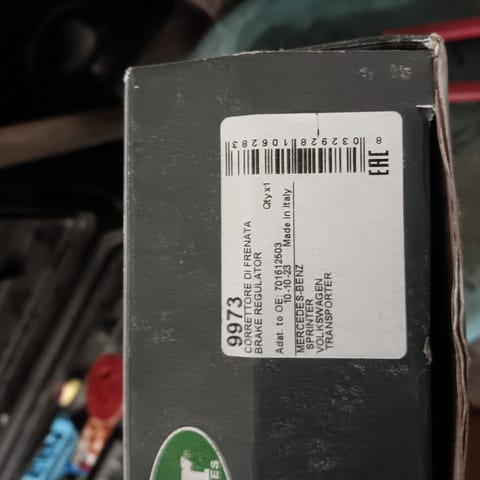 9973
CORRETTORE DI FRENATA
BRAKE REGULATOR
Qty x1
Adat. to OE: 701612503
10-10-23 Made in Italy
MERCEDES-BENZ
SPRINTER
VOLKSWAGEN
TRANSPORTER
8 032928 106283
EAC
ES